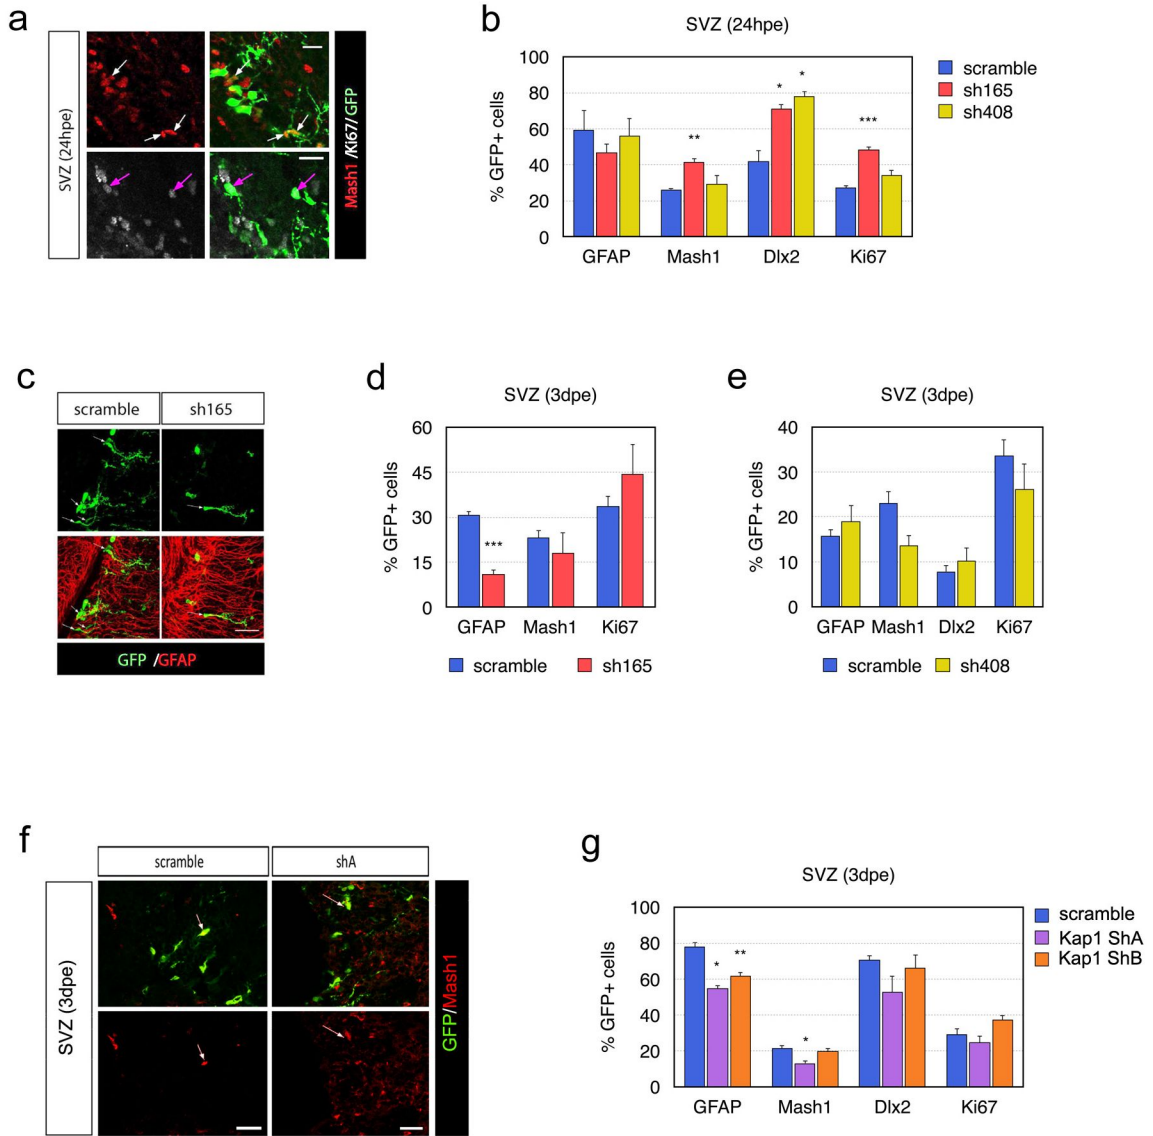 a
SVZ (24hpe)
Mash1 /Ki67/GFP
b
SVZ (24hpe)
% GFP+ cells
100
80
60
40
20
0
** * * ***
GFAP Mash1 Dlx2 Ki67
scramble
sh165
sh408
c
scramble sh165
GFP /GFAP
d
SVZ (3dpe)
% GFP+ cells
60
45
30
15
0
***
GFAP Mash1 Ki67
scramble sh165
e
SVZ (3dpe)
% GFP+ cells
40
30
20
10
0
GFAP Mash1 Dlx2 Ki67
scramble sh408
f
scramble shA
SVZ (3dpe)
GFP/Mash1
g
SVZ (3dpe)
% GFP+ cells
100
80
60
40
20
0
* ** *
GFAP Mash1 Dlx2 Ki67
scramble
Kap1 ShA
Kap1 ShB